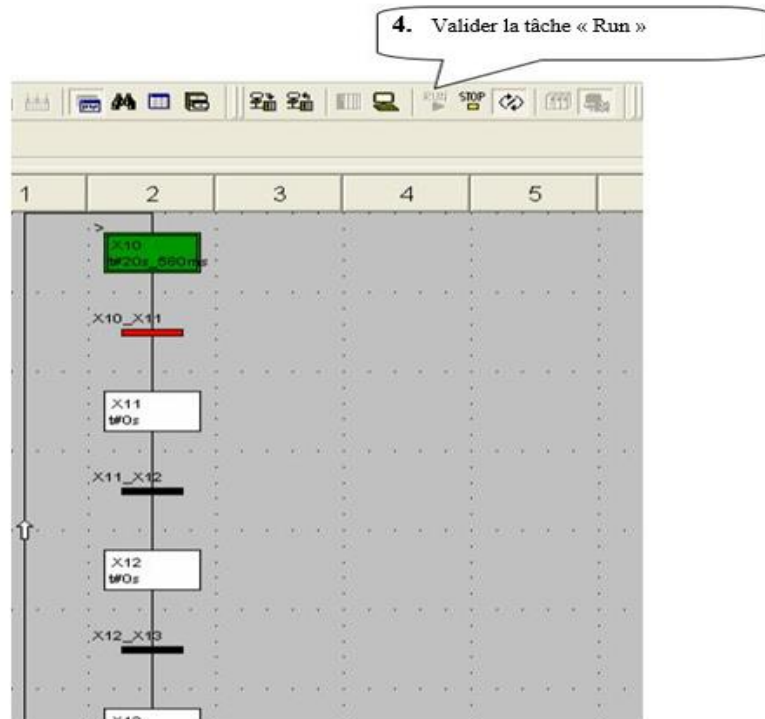 4. Valider la tâche « Run »
RUN STOP
1 2 3 4 5
>
X10
t#20s_560ms
X10_X11
X11
t#0s
X11_X12
X12
t#0s
X12_X13